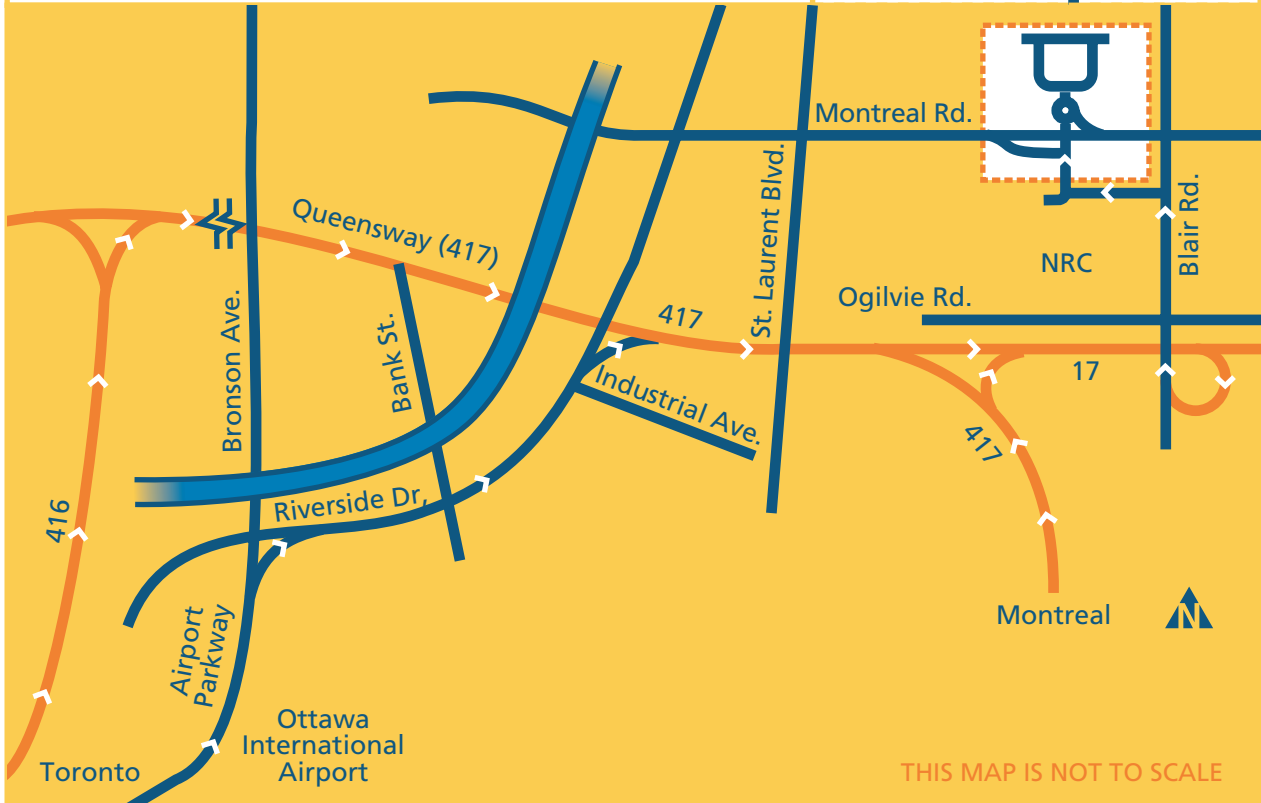 Montreal Rd.
St. Laurent Blvd.
Blair Rd.
Queensway (417)
NRC
Ogilvie Rd.
417
Bronson Ave.
Bank St.
Industrial Ave.
17
417
416
Riverside Dr,
Airport
Parkway
Montreal
N
Ottawa
International
Airport
Toronto
THIS MAP IS NOT TO SCALE